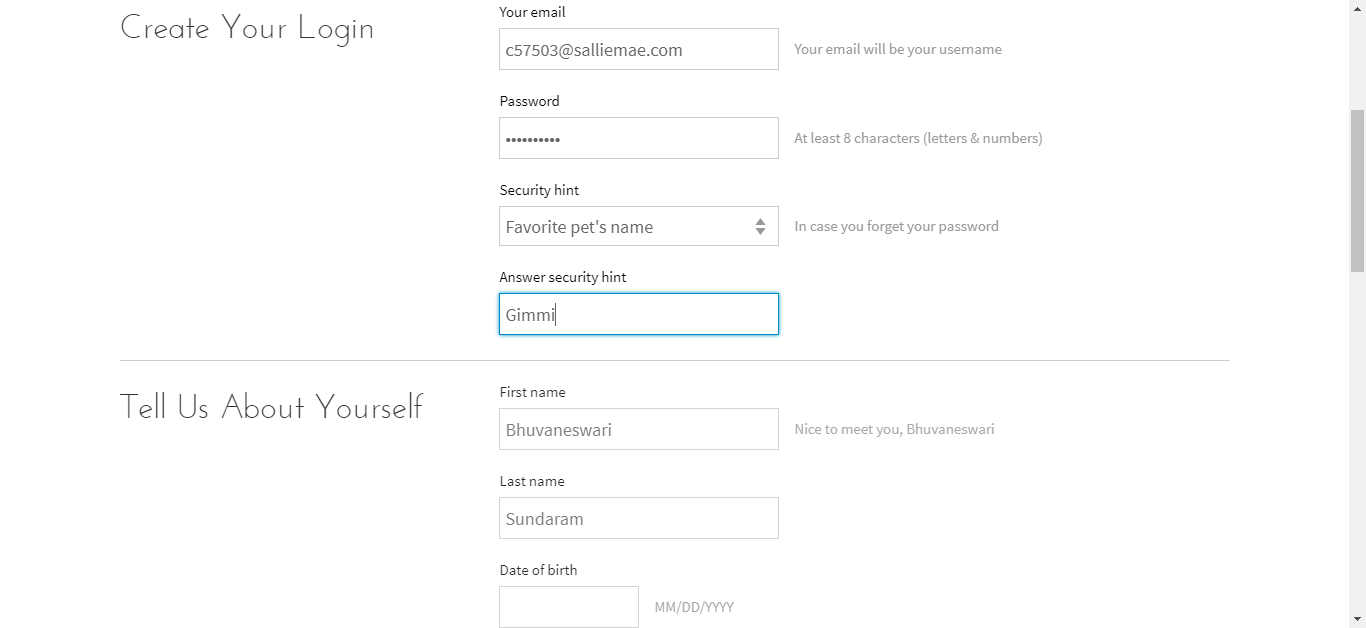 Create Your Login
Your email
c57503@salliemae.com
Your email will be your username
Password
••••••••••
At least 8 characters (letters & numbers)
Security hint
Favorite pet's name
In case you forget your password
Answer security hint
Gimmi
Tell Us About Yourself
First name
Bhuvaneswari
Nice to meet you, Bhuvaneswari
Last name
Sundaram
Date of birth
MM/DD/YYYY